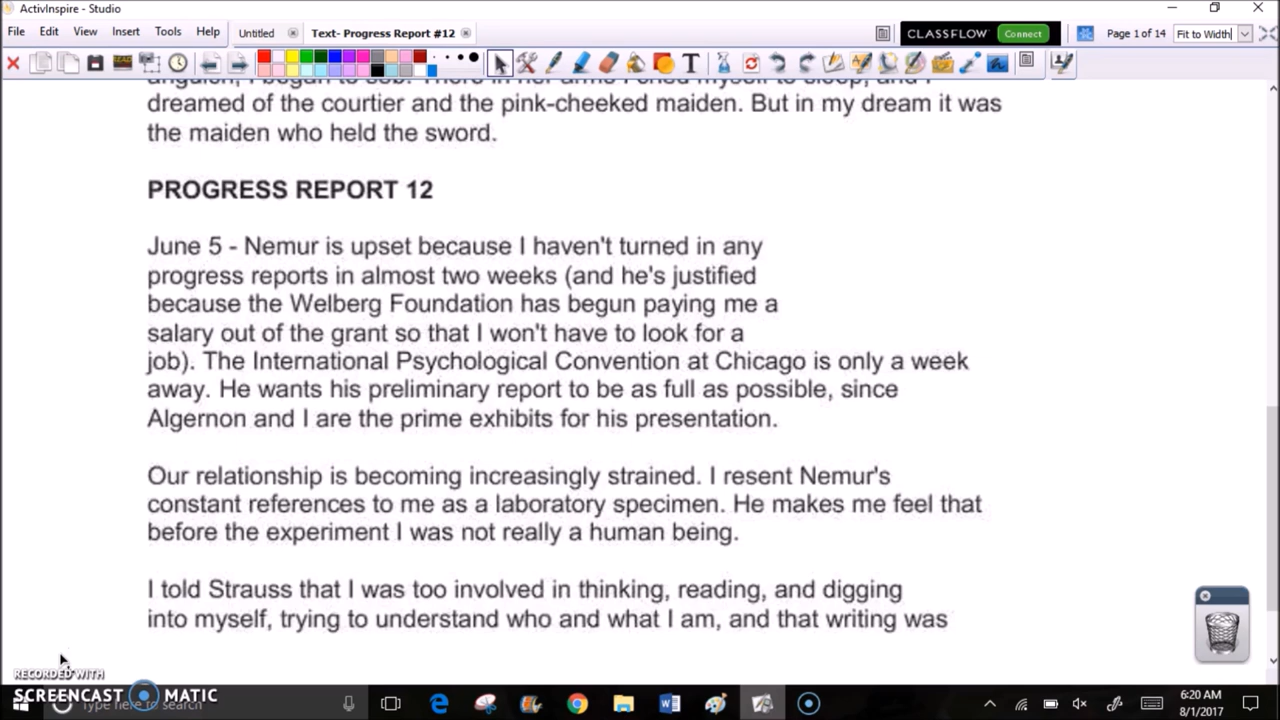 ActivInspire - Studio
File Edit View Insert Tools Help
Untitled
Text- Progress Report #12
CLASSFLOW Connect
Page 1 of 14
Fit to Width
dreamed of the courtier and the pink-cheeked maiden. But in my dream it was
the maiden who held the sword.
PROGRESS REPORT 12
June 5 - Nemur is upset because I haven't turned in any
progress reports in almost two weeks (and he's justified
because the Welberg Foundation has begun paying me a
salary out of the grant so that I won't have to look for a
job). The International Psychological Convention at Chicago is only a week
away. He wants his preliminary report to be as full as possible, since
Algernon and I are the prime exhibits for his presentation.
Our relationship is becoming increasingly strained. I resent Nemur's
constant references to me as a laboratory specimen. He makes me feel that
before the experiment I was not really a human being.
I told Strauss that I was too involved in thinking, reading, and digging
into myself, trying to understand who and what I am, and that writing was
RECORDED WITH
SCREENCAST MATIC
Type here to search
6:20 AM
8/1/2017